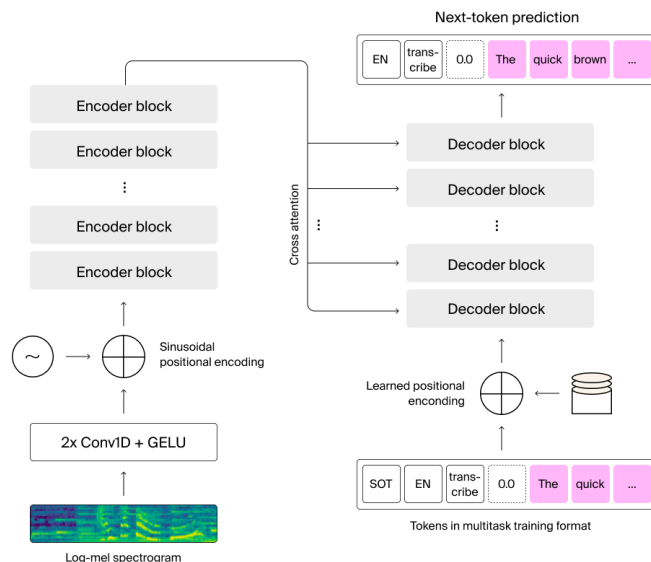 Next-token prediction
EN
trans-
cribe
0.0
The
quick
brown
...
Encoder block
Encoder block
Encoder block
Encoder block
Cross attention
Decoder block
Decoder block
Decoder block
Decoder block
~
Sinusoidal
positional encoding
Learned positional
enconding
2x Conv1D + GELU
SOT
EN
trans-
cribe
0.0
The
quick
...
Tokens in multitask training format
Log-mel spectrogram